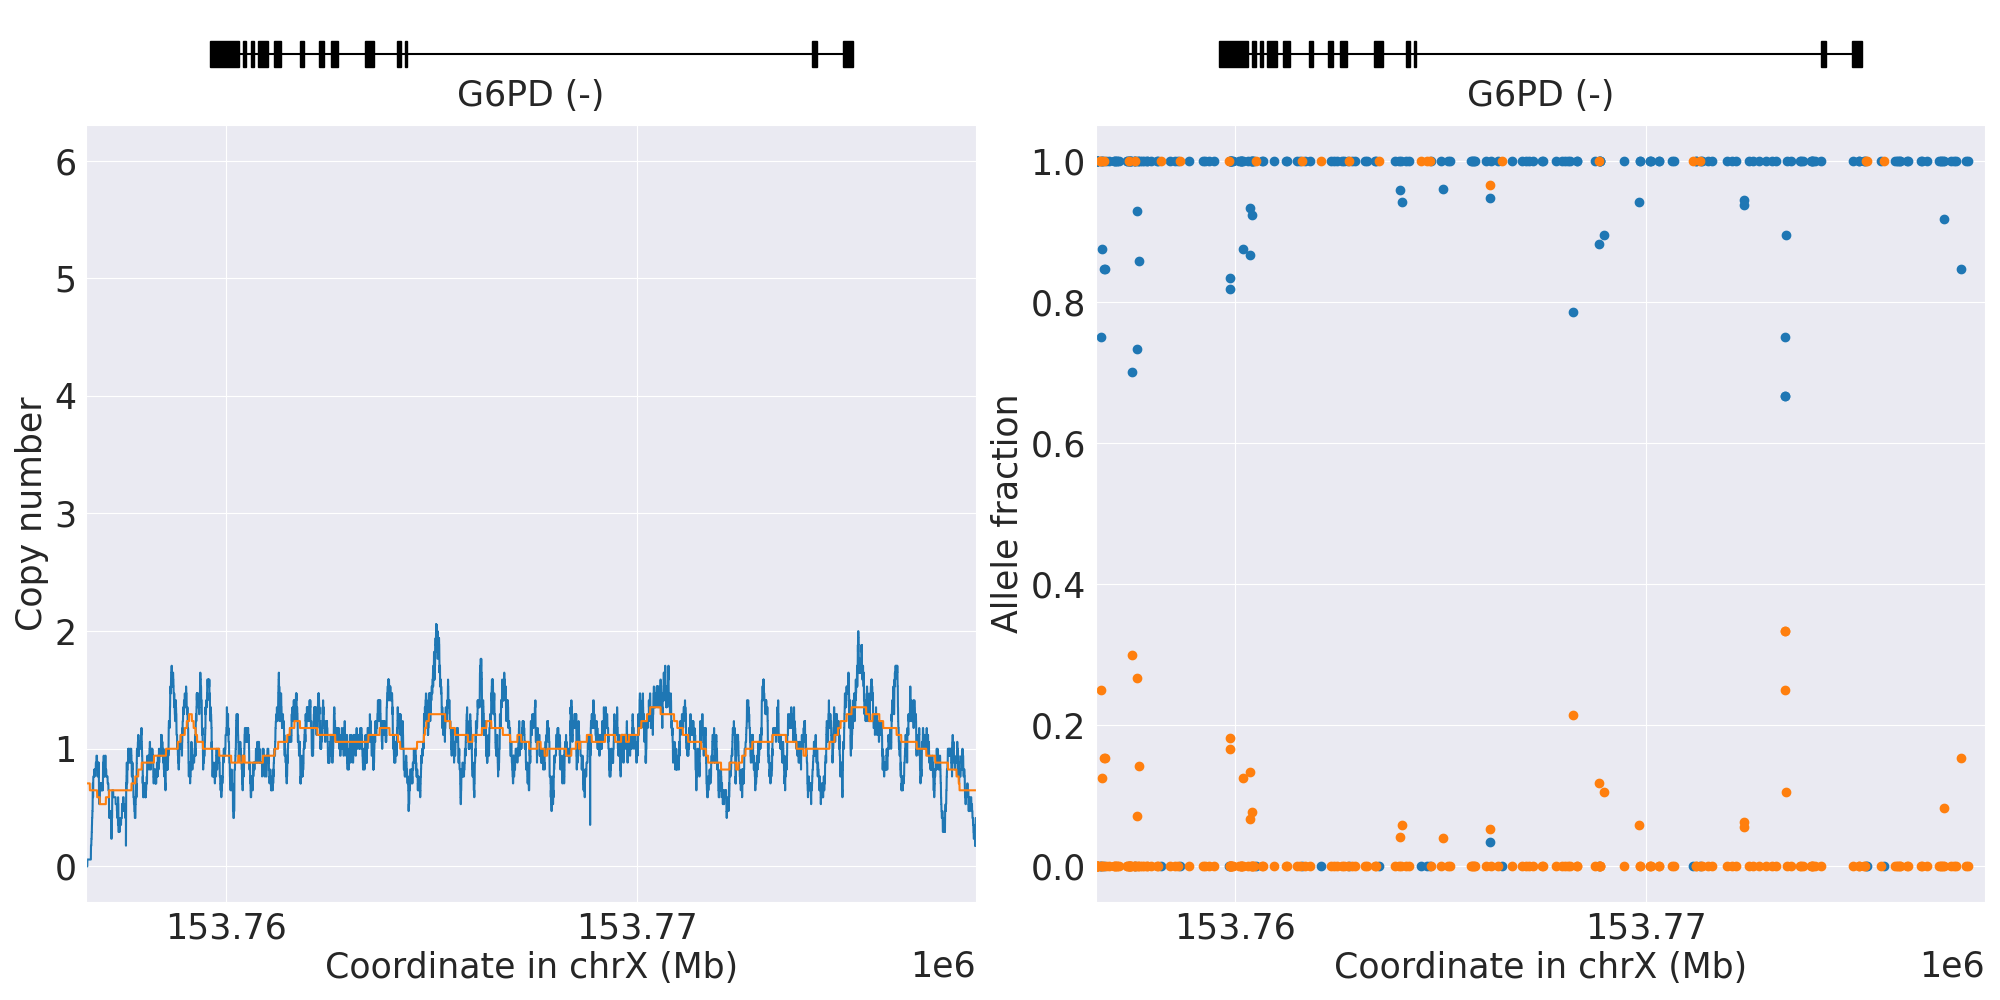 G6PD (-)
6
5
4
3
2
1
0
Copy number
153.76
153.77
Coordinate in chrX (Mb)
1e6
G6PD (-)
1.0
0.8
0.6
0.4
0.2
0.0
Allele fraction
153.76
153.77
Coordinate in chrX (Mb)
1e6